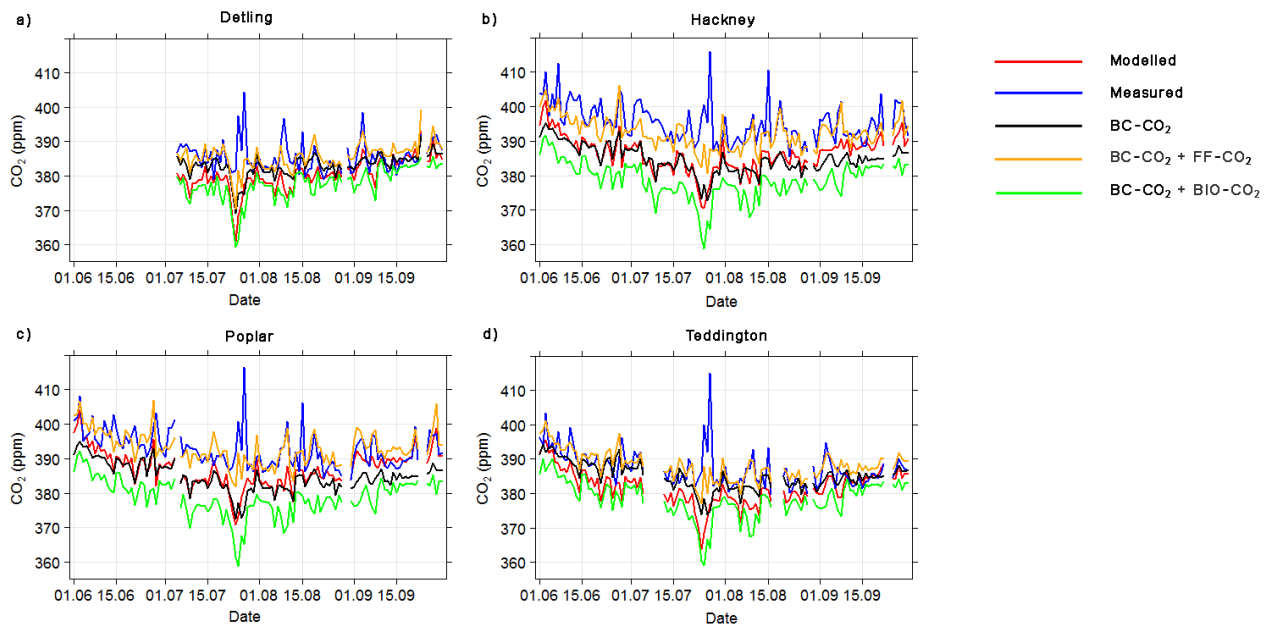 a) Detling
CO₂ (ppm)
410
400
390
380
370
360
01.06 15.06 01.07 15.07 01.08 15.08 01.09 15.09
Date
b) Hackney
CO₂ (ppm)
410
400
390
380
370
360
01.06 15.06 01.07 15.07 01.08 15.08 01.09 15.09
Date
Modelled
Measured
BC-CO₂
BC-CO₂ + FF-CO₂
BC-CO₂ + BIO-CO₂
c) Poplar
CO₂ (ppm)
410
400
390
380
370
360
01.06 15.06 01.07 15.07 01.08 15.08 01.09 15.09
Date
d) Teddington
CO₂ (ppm)
410
400
390
380
370
360
01.06 15.06 01.07 15.07 01.08 15.08 01.09 15.09
Date